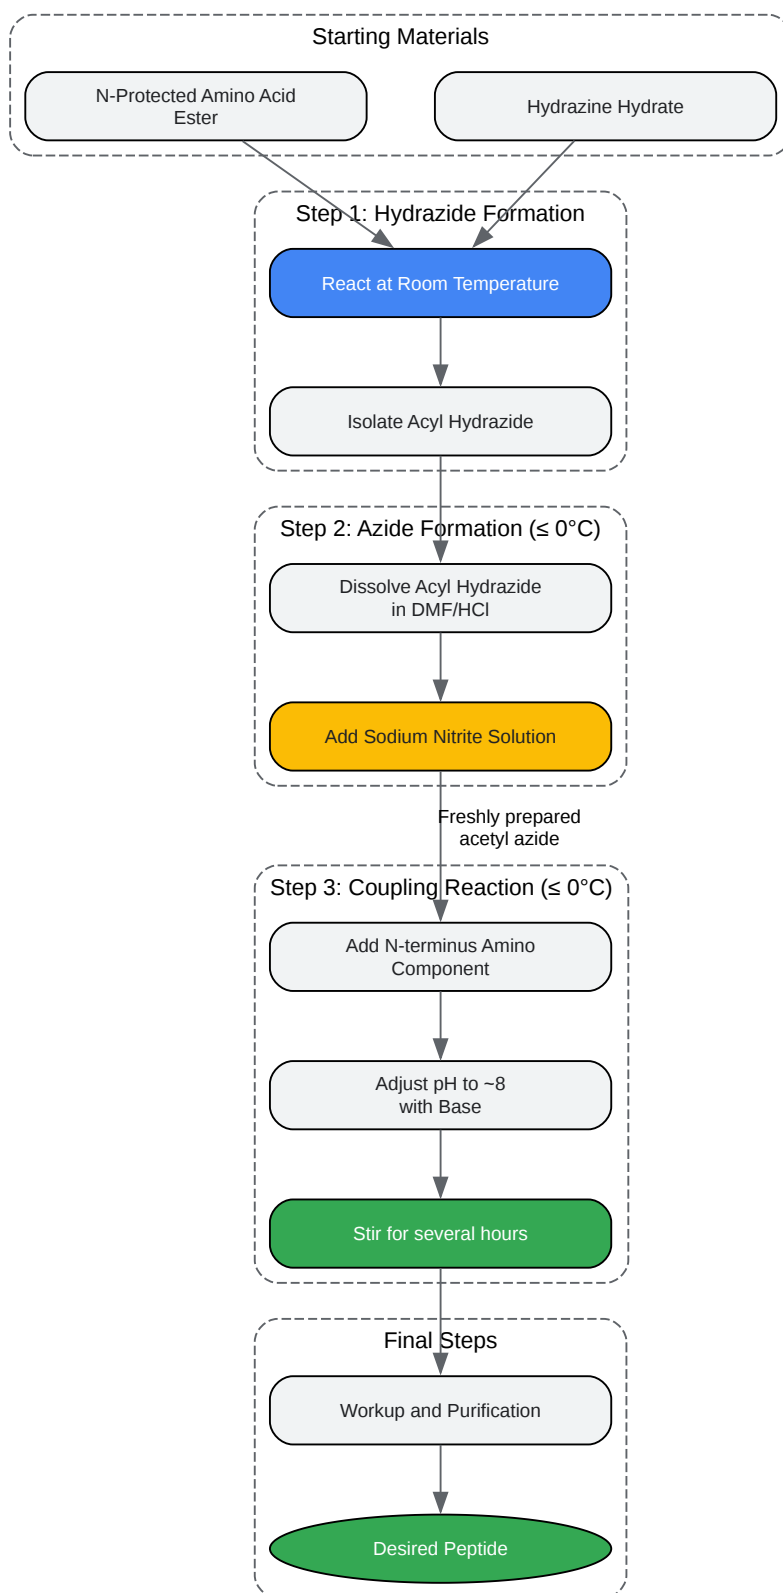 Starting Materials
N-Protected Amino Acid
Ester
Hydrazine Hydrate
Step 1: Hydrazide Formation
React at Room Temperature
Isolate Acyl Hydrazide
Step 2: Azide Formation (≤ 0°C)
Dissolve Acyl Hydrazide
in DMF/HCl
Add Sodium Nitrite Solution
Freshly prepared
acetyl azide
Step 3: Coupling Reaction (≤ 0°C)
Add N-terminus Amino
Component
Adjust pH to ~8
with Base
Stir for several hours
Final Steps
Workup and Purification
Desired Peptide